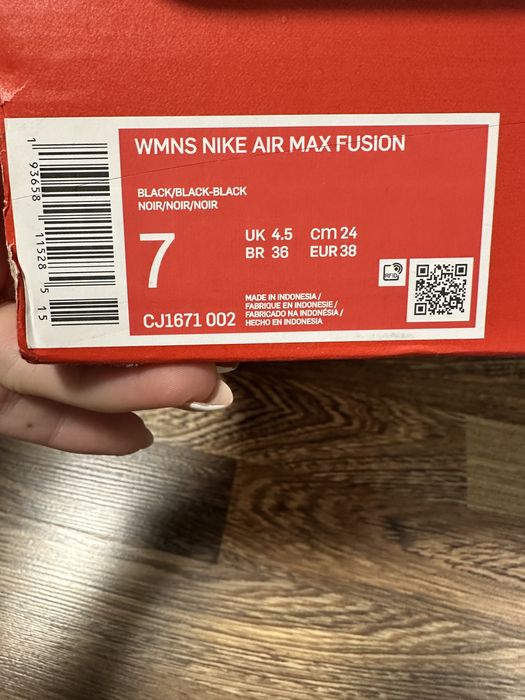 WMNS NIKE AIR MAX FUSION
BLACK/BLACK-BLACK
NOIR/NOIR/NOIR
7
UK 4.5 cm 24
BR 36 EUR 38
CJ1671 002
MADE IN INDONESIA /
FABRIQUE EN INDONESIE /
FABRICADO NA INDONÉSIA /
HECHO EN INDONESIA
RFID
1 93658 11528 5 15